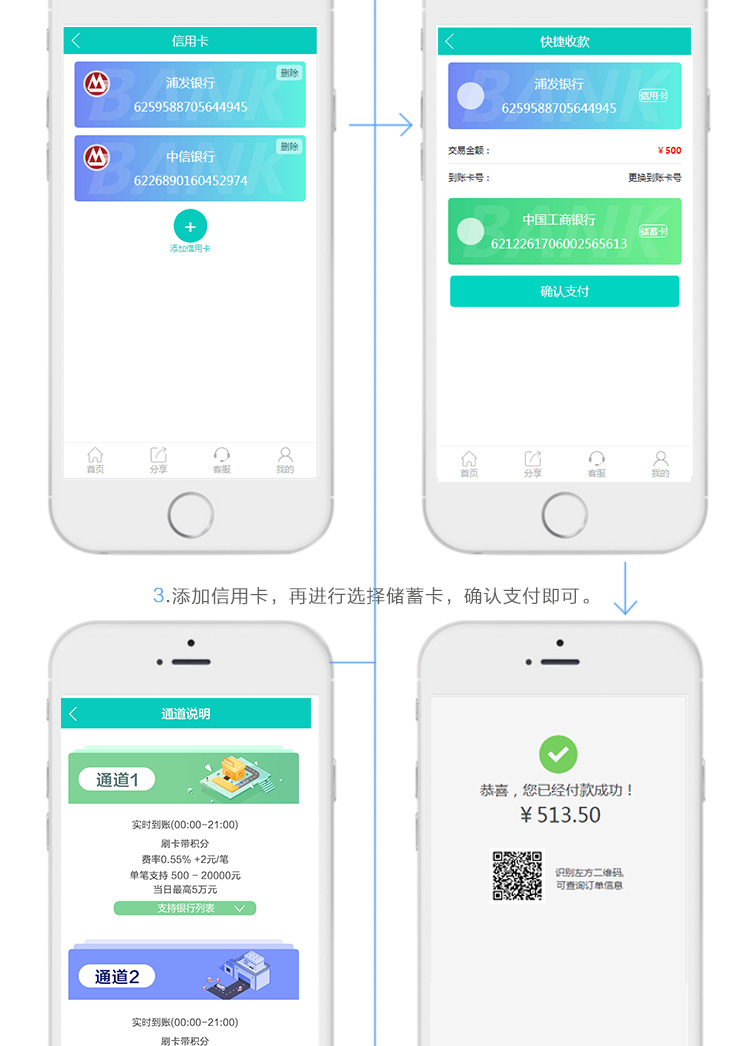 信用卡
BANK
浦发银行
删除
6259588705644945
BANK
中信银行
删除
6226890160452974
+
添加信用卡
首页
分享
客服
我的
快捷收款
BANK
浦发银行
信用卡
6259588705644945
交易金额：
￥500
到账卡号：
更换到账卡号
BANK
中国工商银行
储蓄卡
6212261706002565613
确认支付
首页
分享
客服
我的
3.添加信用卡，再进行选择储蓄卡，确认支付即可。
通道说明
通道1
实时到账(00:00-21:00)
刷卡带积分
费率0.55% +2元/笔
单笔支持 500 - 20000元
当日最高5万元
支持银行列表
通道2
实时到账(00:00-21:00)
刷卡带积分
恭喜，您已经付款成功！
￥513.50
识别左方二维码,
可查询订单信息